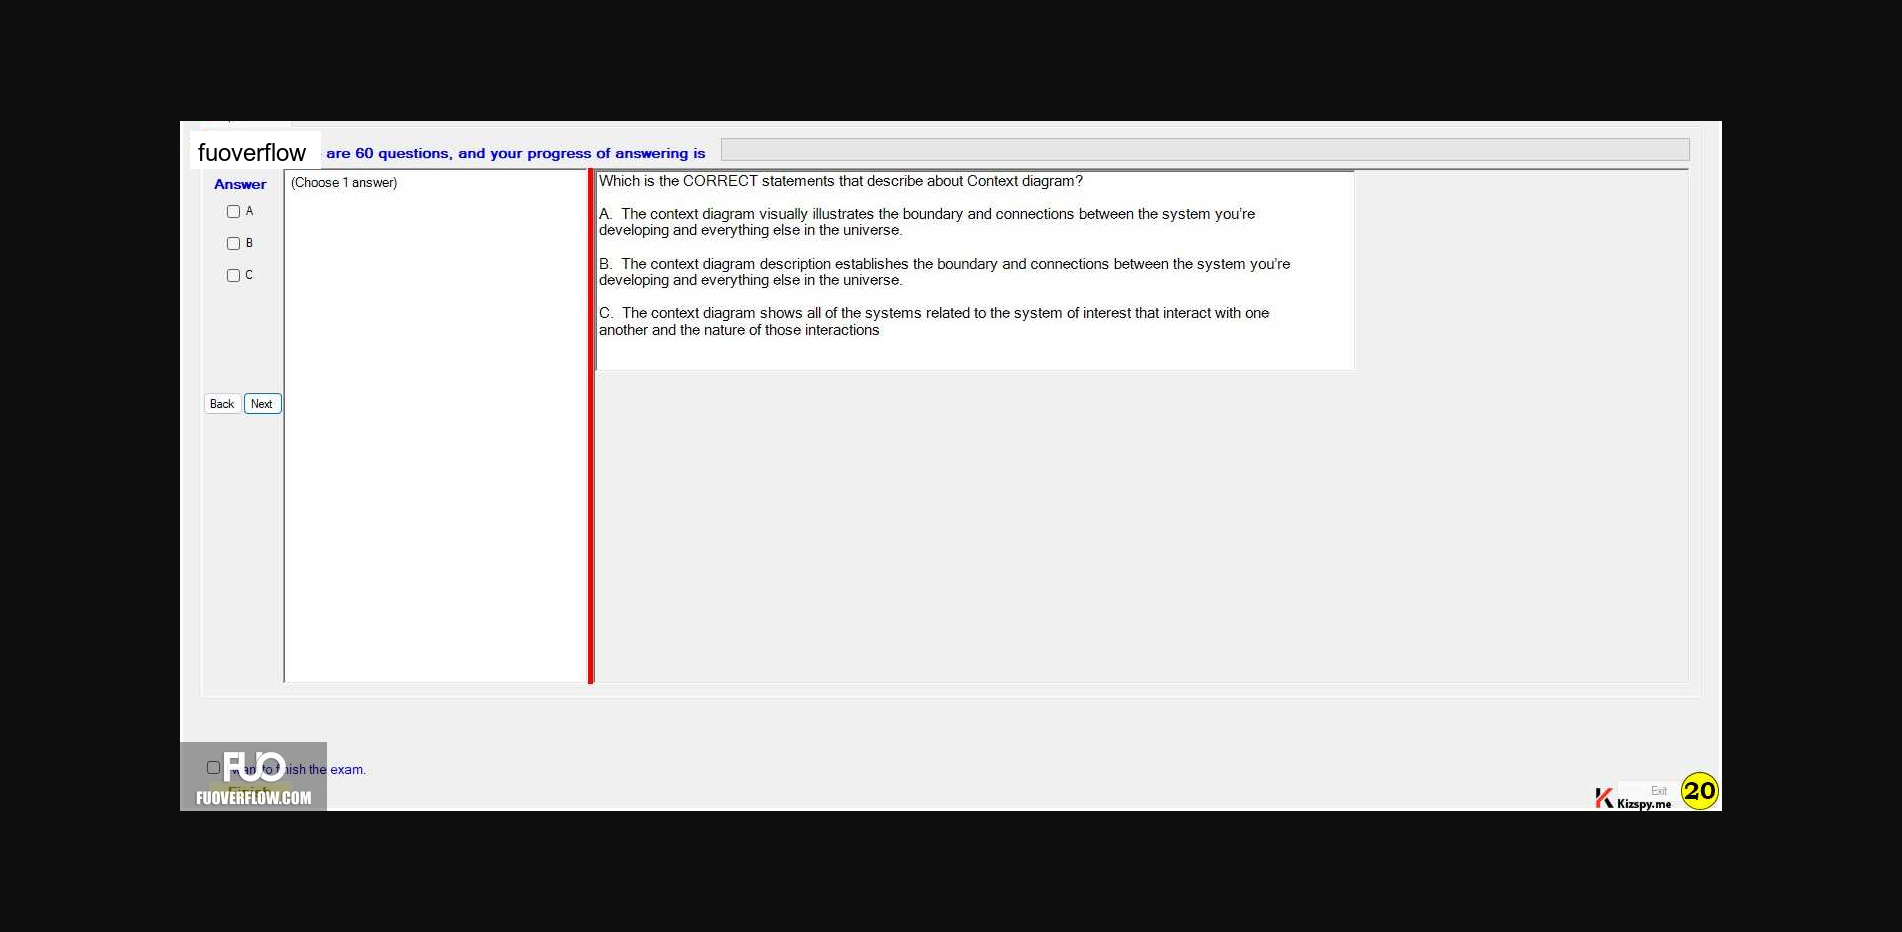 fuoverflow are 60 questions, and your progress of answering is
Answer
A
B
C
Back Next
(Choose 1 answer)
Which is the CORRECT statements that describe about Context diagram?
A. The context diagram visually illustrates the boundary and connections between the system you’re
developing and everything else in the universe.
B. The context diagram description establishes the boundary and connections between the system you’re
developing and everything else in the universe.
C. The context diagram shows all of the systems related to the system of interest that interact with one
another and the nature of those interactions
the exam.
Finish
FUO
FUOVERFLOW.COM
Exit
Kizspy.me
20